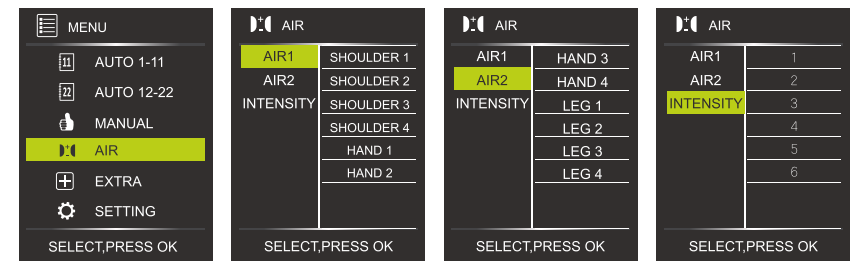 MENU
11 AUTO 1-11
22 AUTO 12-22
MANUAL
AIR
EXTRA
SETTING
SELECT,PRESS OK
AIR
AIR1
AIR2
INTENSITY
SHOULDER 1
SHOULDER 2
SHOULDER 3
SHOULDER 4
HAND 1
HAND 2
SELECT,PRESS OK
AIR
AIR1
AIR2
INTENSITY
HAND 3
HAND 4
LEG 1
LEG 2
LEG 3
LEG 4
SELECT,PRESS OK
AIR
AIR1
AIR2
INTENSITY
1
2
3
4
5
6
SELECT,PRESS OK